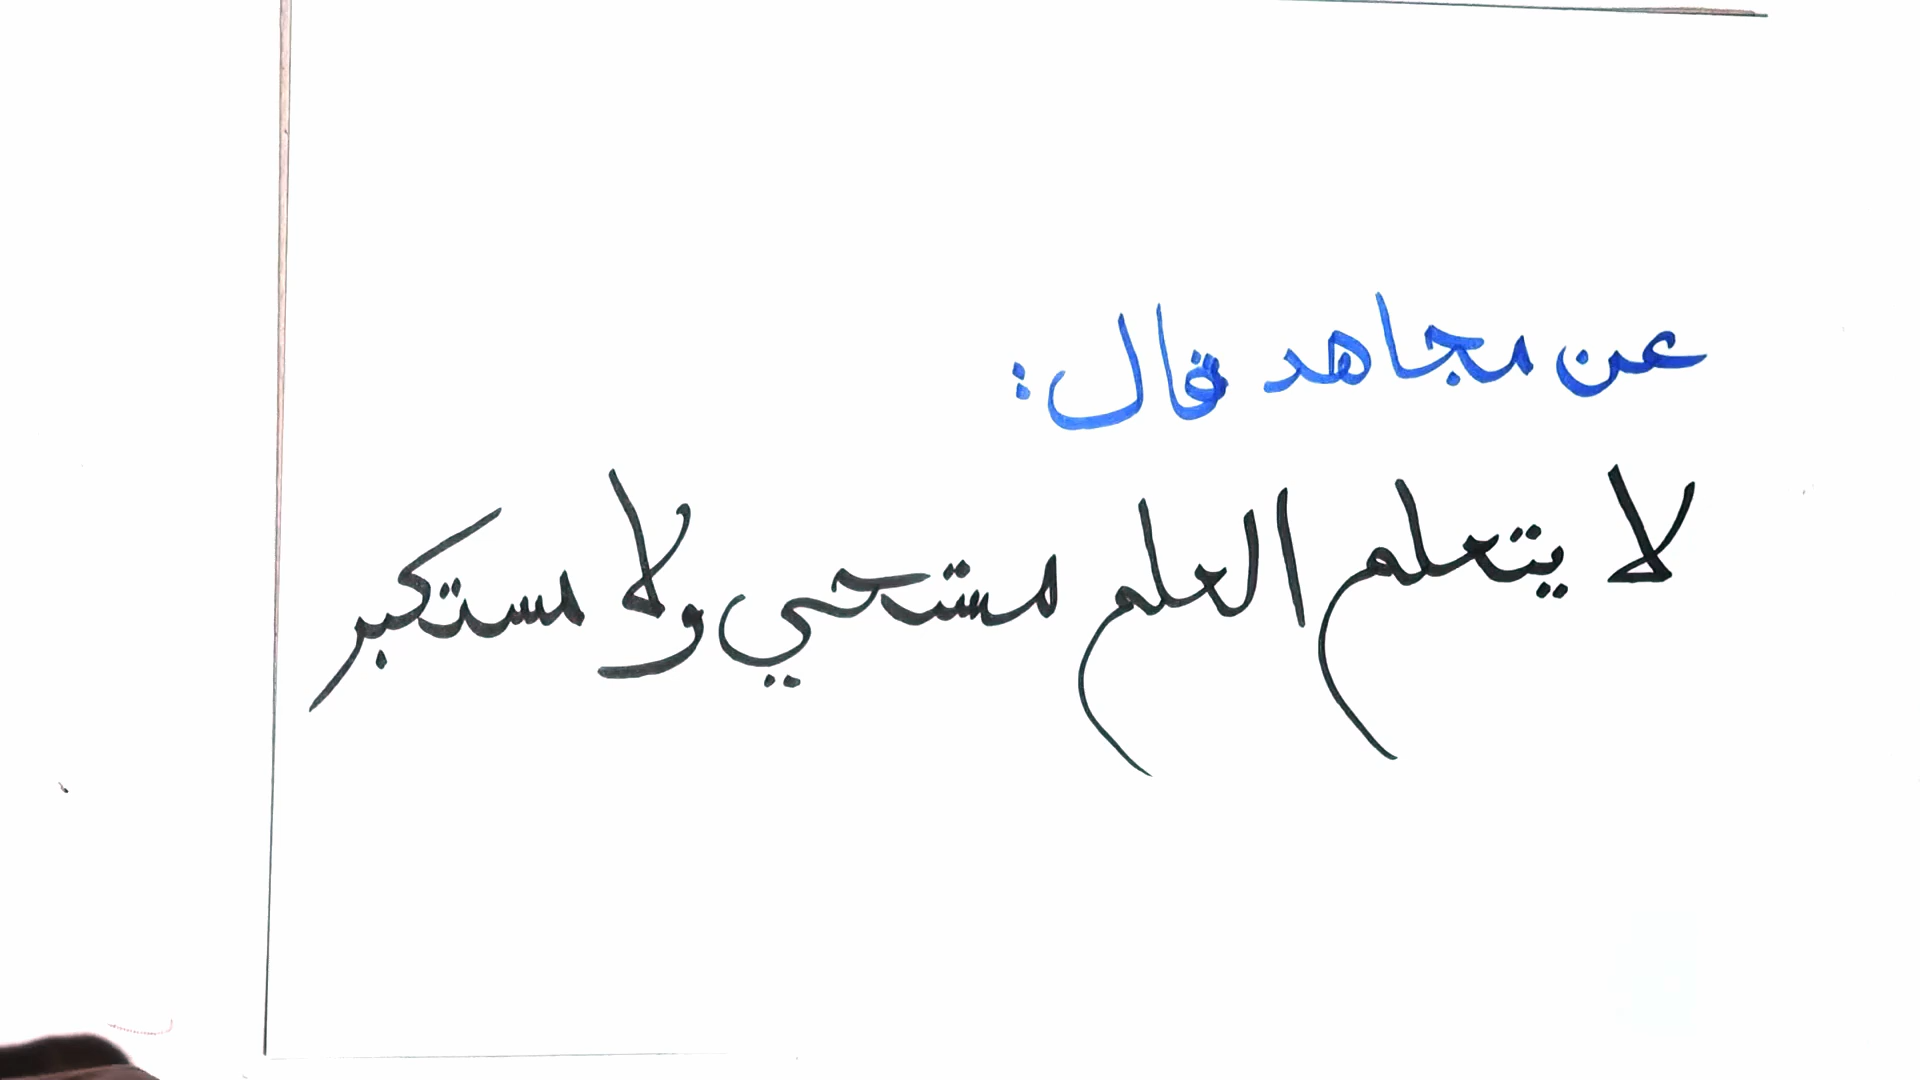 عن مجاهد قال:
لا يتعلم العلم مستحي ولا مستكبر